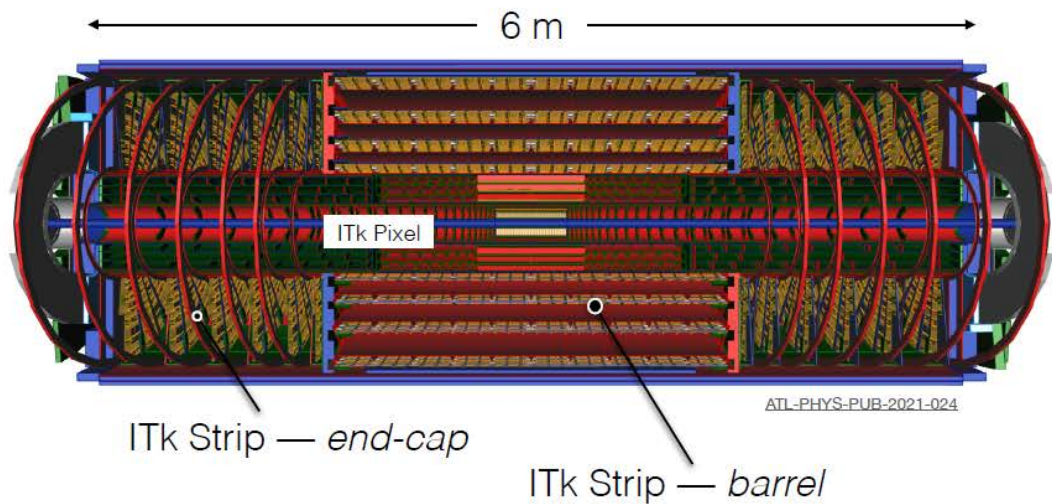 6 m
ITk Pixel
ATL-PHYS-PUB-2021-024
ITk Strip — end-cap
ITk Strip — barrel